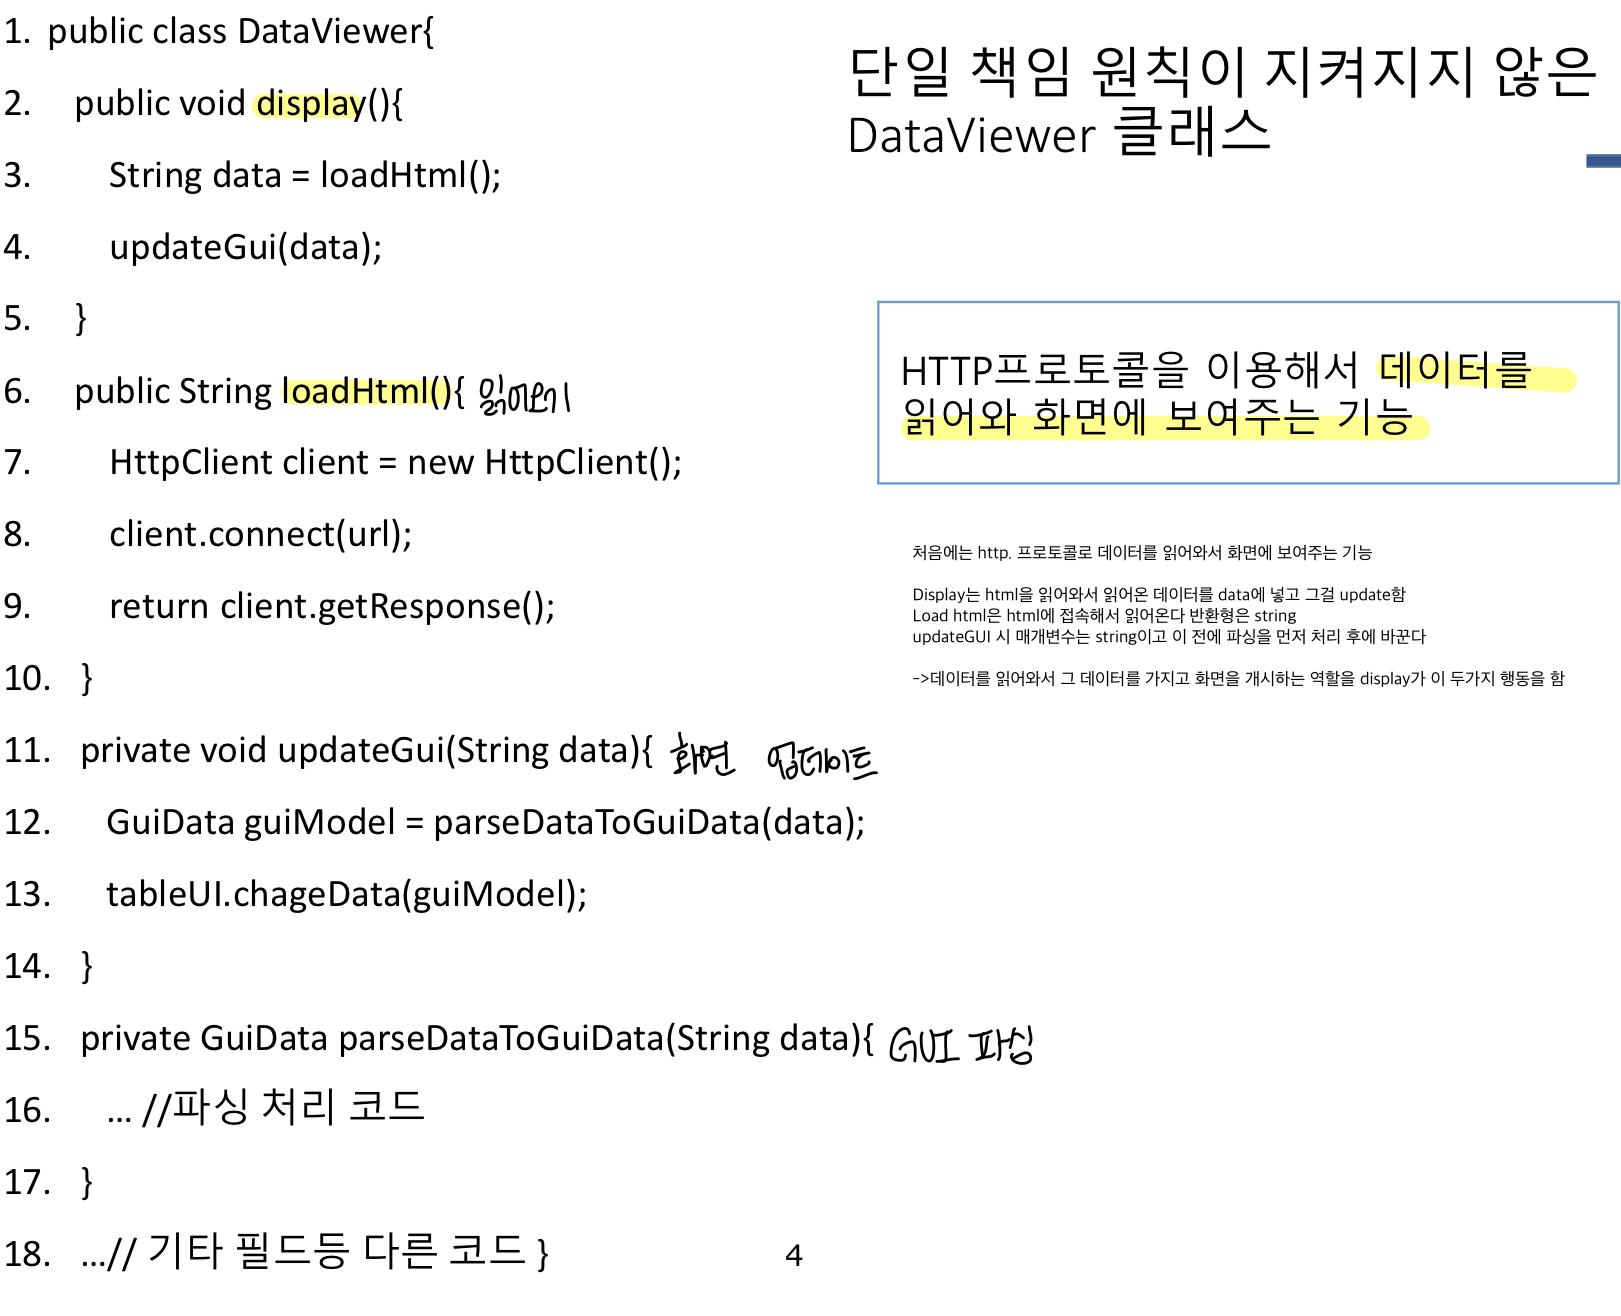 1. public class DataViewer{
2. public void display(){
3. String data = loadHtml();
4. updateGui(data);
5. }
6. public String loadHtml(){ 읽어오기
7. HttpClient client = new HttpClient();
8. client.connect(url);
9. return client.getResponse();
10. }
11. private void updateGui(String data){ 화면 업데이트
12. GuiData guiModel = parseDataToGuiData(data);
13. tableUI.chageData(guiModel);
14. }
15. private GuiData parseDataToGuiData(String data){ GUI 파싱
16. ... //파싱 처리 코드
17. }
18. ...// 기타 필드등 다른 코드 }
단일 책임 원칙이 지켜지지 않은
DataViewer 클래스
HTTP프로토콜을 이용해서 데이터를
읽어와 화면에 보여주는 기능
처음에는 http. 프로토콜로 데이터를 읽어와서 화면에 보여주는 기능
Display는 html을 읽어와서 읽어온 데이터를 data에 넣고 그걸 update함
Load html은 html에 접속해서 읽어온다 반환형은 string
updateGUI 시 매개변수는 string이고 이 전에 파싱을 먼저 처리 후에 바꾼다
->데이터를 읽어와서 그 데이터를 가지고 화면을 개시하는 역할을 display가 이 두가지 행동을 함
4